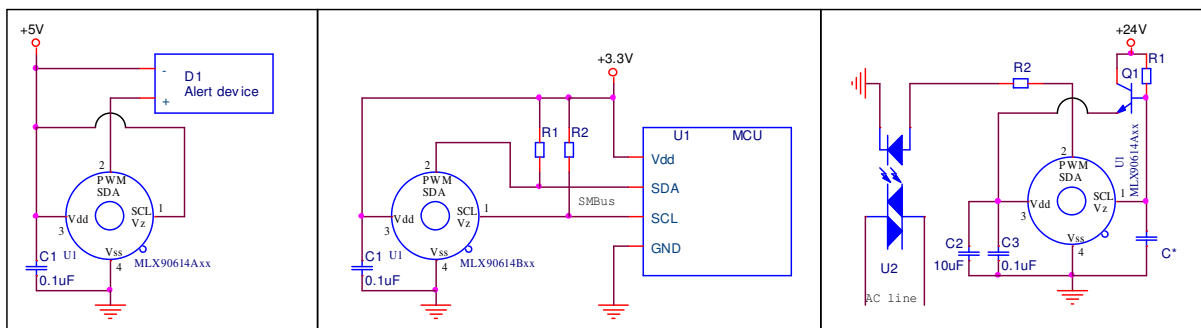 +5V
D1
Alert device
-
+
2
PWM
SDA
SCL
Vz
1
Vdd
3
Vss
4
C1
0.1uF
U1
MLX90614Axx
+3.3V
R1
R2
U1
MCU
Vdd
SDA
SMBus
SCL
GND
2
PWM
SDA
SCL
Vz
1
Vdd
3
Vss
4
C1
0.1uF
U1
MLX90614Bxx
+24V
R1
Q1
R2
U1
MLX90614Axx
2
PWM
SDA
SCL
Vz
1
Vdd
3
Vss
4
C2
10uF
C3
0.1uF
C*
U2
AC line